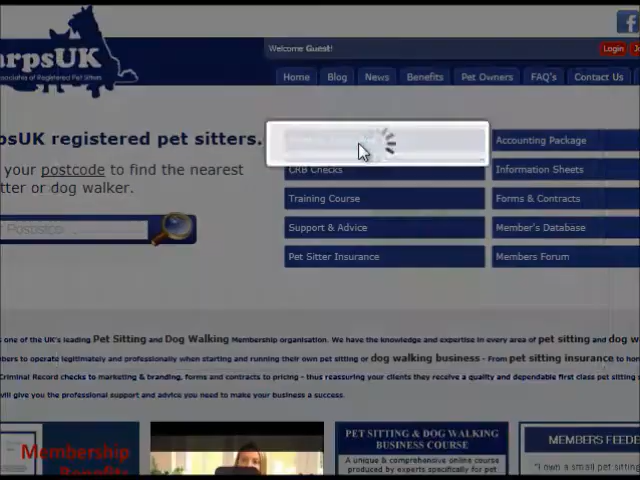 arpsUK
ssociates of Registered Pet Sitters
Welcome Guest!
Login
Home Blog News Benefits Pet Owners FAQ's Contact Us
psUK registered pet sitters.
your postcode to find the nearest
tter or dog walker.
Accounting Package
CRB Checks
Information Sheets
Training Course
Forms & Contracts
Support & Advice
Member's Database
Pet Sitter Insurance
Members Forum
s one of the UK's leading Pet Sitting and Dog Walking Membership organisation. We have the knowledge and expertise in every area of pet sitting and dog w
mbers to operate legitimately and professionally when starting and running their own pet sitting or dog walking business - From pet sitting insurance to hom
Criminal Record checks to marketing & branding, forms and contracts to pricing - thus reassuring your clients they receive a quality and dependable first class pet sitting
will give you the professional support and advice you need to make your business a success.
Membership
Benefits
PET SITTING & DOG WALKING
BUSINESS COURSE
A unique & comprehensive online course
produced by experts specifically for pet
MEMBERS FEEDB
"I own a small pet sitting